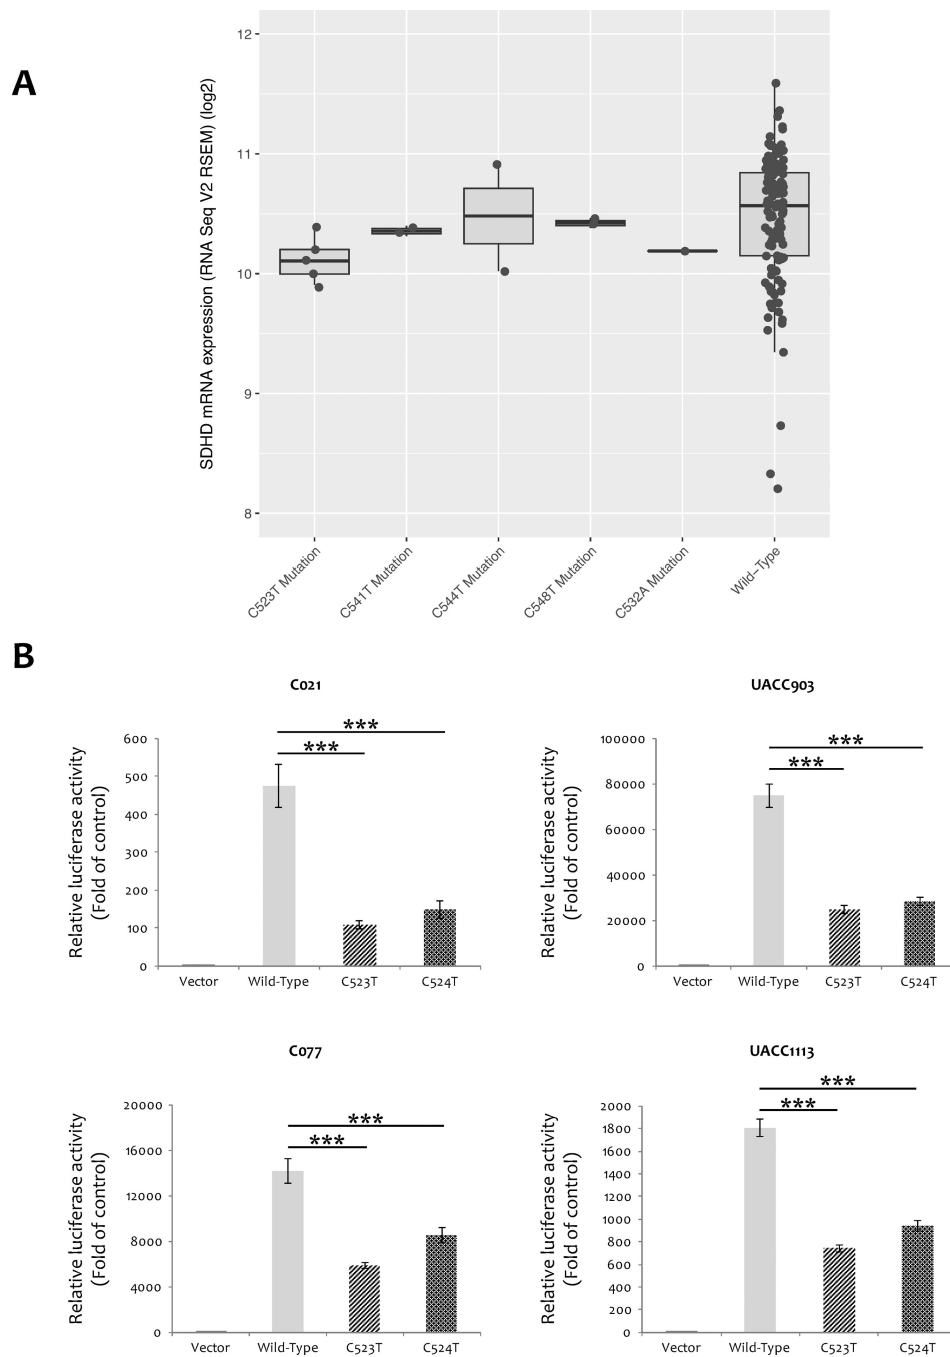 A
SDHD mRNA expression (RNA Seq V2 RSEM) (log2)
12
11
10
9
8
C523T Mutation
C541T Mutation
C544T Mutation
C548T Mutation
C532A Mutation
Wild-Type
B
C021
Relative luciferase activity
(Fold of control)
600
500
400
300
200
100
0
***
***
Vector Wild-Type C523T C524T
UACC903
Relative luciferase activity
(Fold of control)
100000
80000
60000
40000
20000
0
***
***
Vector Wild-Type C523T C524T
C077
Relative luciferase activity
(Fold of control)
20000
16000
12000
8000
4000
0
***
***
Vector Wild-Type C523T C524T
UACC1113
Relative luciferase activity
(Fold of control)
2000
1800
1600
1400
1200
1000
800
600
400
200
0
***
***
Vector Wild-Type C523T C524T